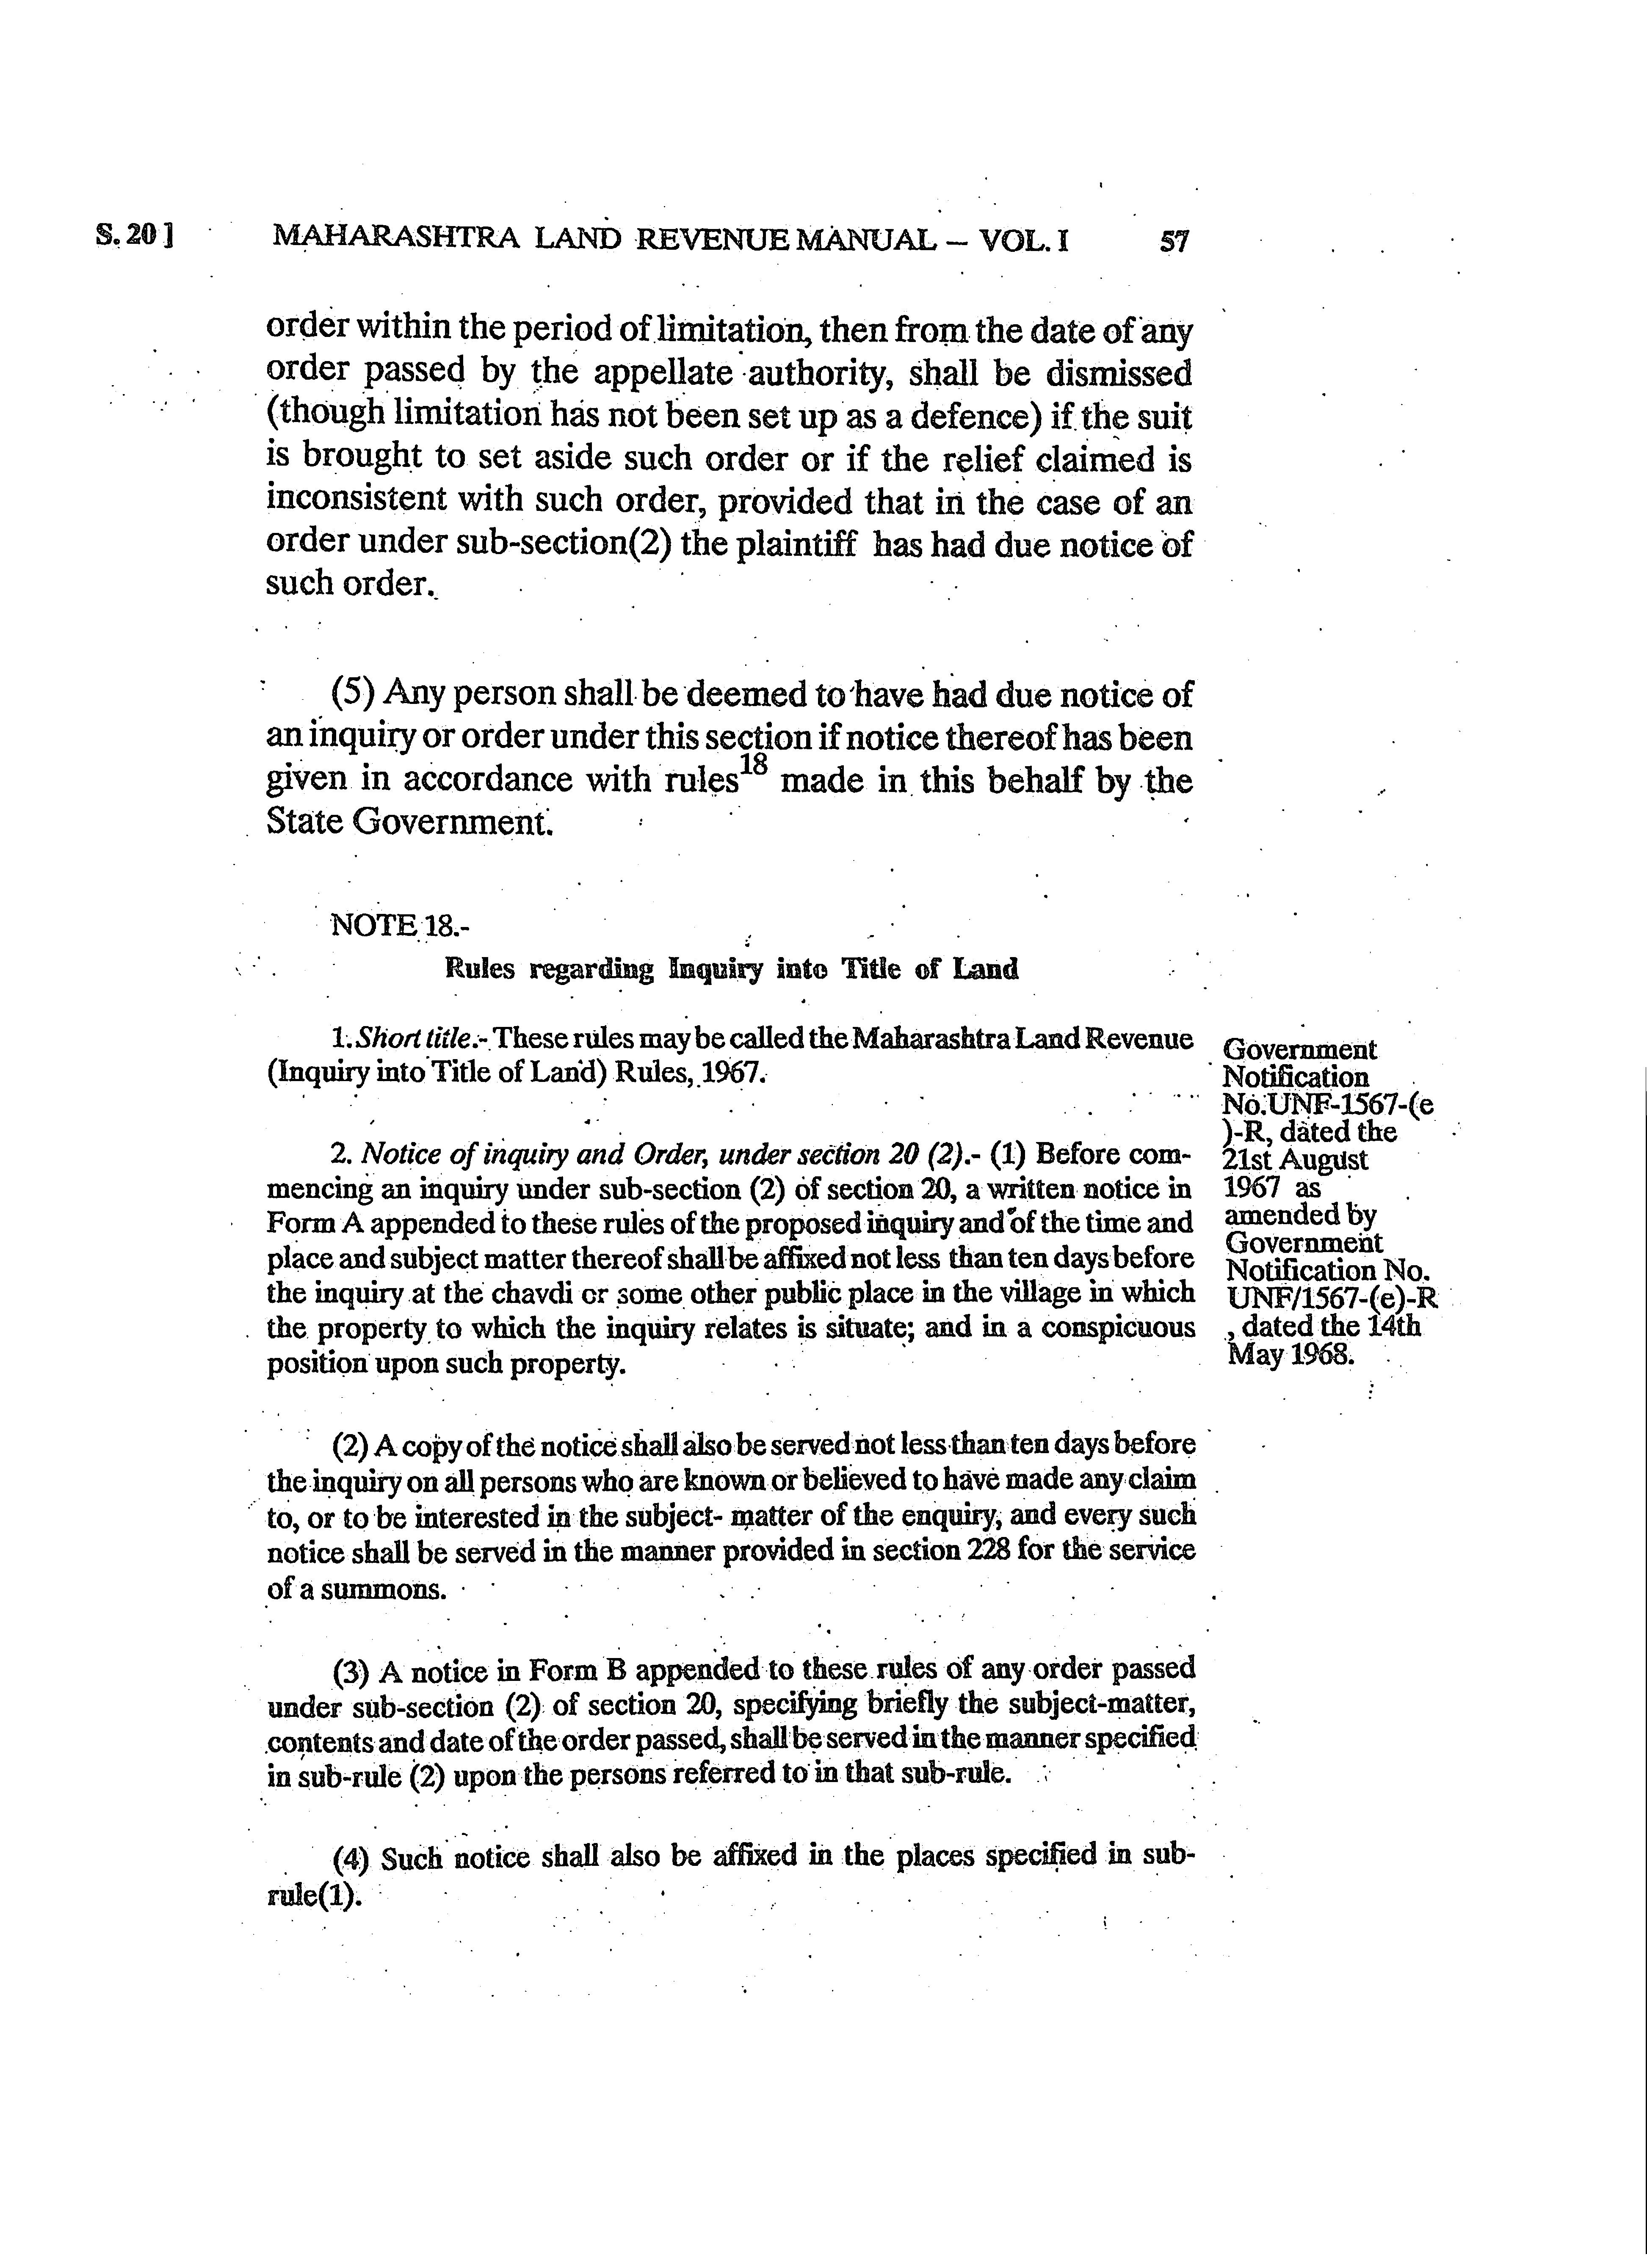 S. 20 ] MAHARASHTRA LAND REVENUE MANUAL – VOL. I 57
order within the period of limitation, then from the date of any
order passed by the appellate authority, shall be dismissed
(though limitation has not been set up as a defence) if the suit
is brought to set aside such order or if the relief claimed is
inconsistent with such order, provided that in the case of an
order under sub-section(2) the plaintiff has had due notice of
such order.
(5) Any person shall be deemed to have had due notice of
an inquiry or order under this section if notice thereof has been
given in accordance with rules18 made in this behalf by the
State Government.
NOTE 18.-
Rules regarding Inquiry into Title of Land
1. Short title.- These rules may be called the Maharashtra Land Revenue
(Inquiry into Title of Land) Rules, 1967.
2. Notice of inquiry and Order, under section 20 (2).- (1) Before com-
mencing an inquiry under sub-section (2) of section 20, a written notice in
Form A appended to these rules of the proposed inquiry and of the time and
place and subject matter thereof shall be affixed not less than ten days before
the inquiry at the chavdi or some other public place in the village in which
the property to which the inquiry relates is situate; and in a conspicuous
position upon such property.
Government
Notification
No.UNF-1567-(e
)-R, dated the
21st August
1967 as
amended by
Government
Notification No.
UNF/1567-(e)-R
, dated the 14th
May 1968.
(2) A copy of the notice shall also be served not less than ten days before
the inquiry on all persons who are known or believed to have made any claim
to, or to be interested in the subject- matter of the enquiry, and every such
notice shall be served in the manner provided in section 228 for the service
of a summons.
(3) A notice in Form B appended to these rules of any order passed
under sub-section (2) of section 20, specifying briefly the subject-matter,
contents and date of the order passed, shall be served in the manner specified
in sub-rule (2) upon the persons referred to in that sub-rule.
(4) Such notice shall also be affixed in the places specified in sub-
rule(1).